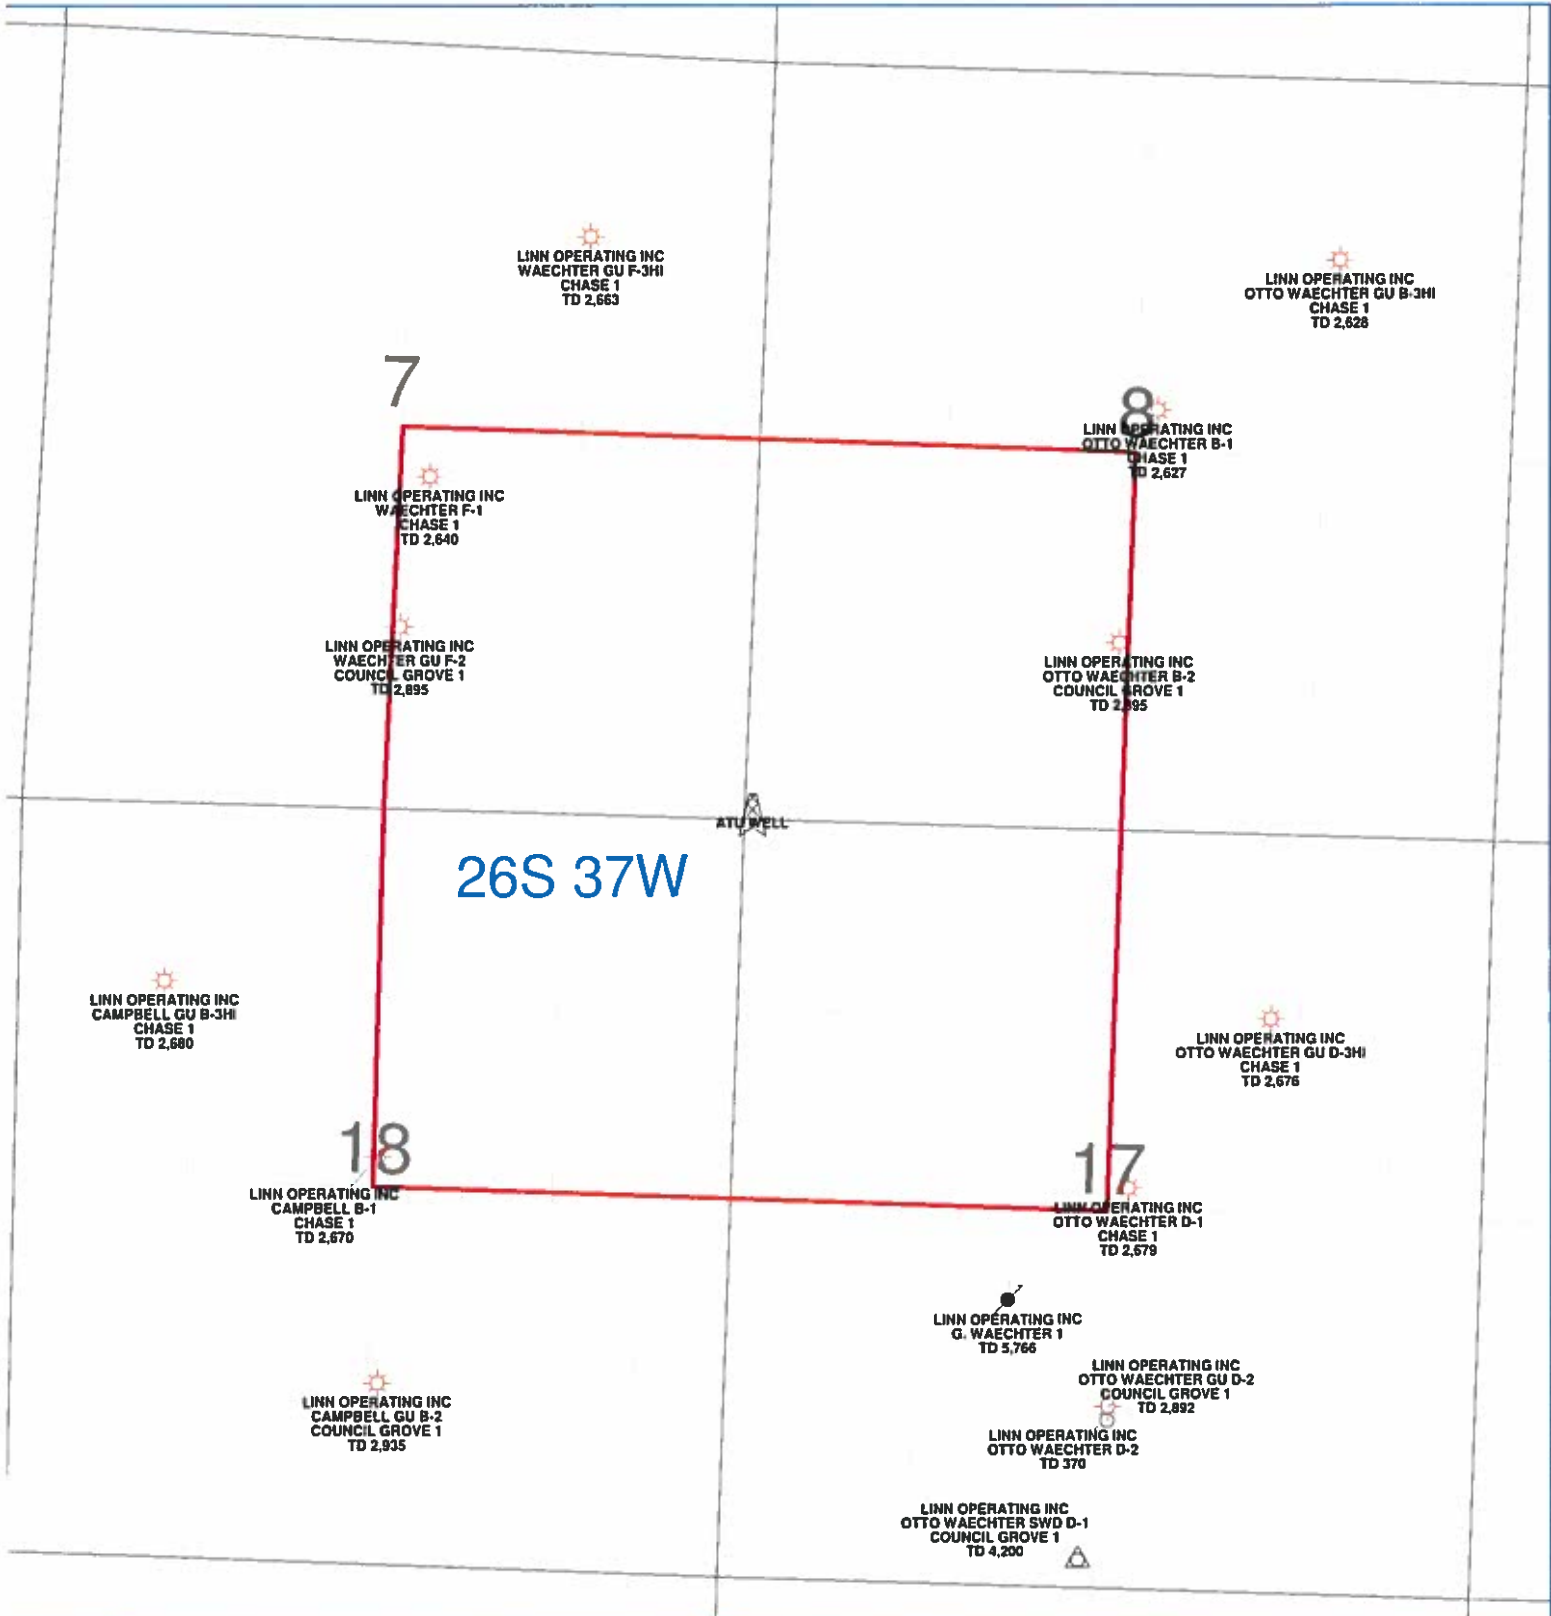 LINN OPERATING INC
WAECHTER GU F-3HI
CHASE 1
TD 2,663
LINN OPERATING INC
OTTO WAECHTER GU B-3HI
CHASE 1
TD 2,628
7
8
LINN OPERATING INC
OTTO WAECHTER B-1
CHASE 1
TD 2,627
LINN OPERATING INC
WAECHTER F-1
CHASE 1
TD 2,640
LINN OPERATING INC
WAECHTER GU F-2
COUNCIL GROVE 1
TD 2,895
LINN OPERATING INC
OTTO WAECHTER B-2
COUNCIL GROVE 1
TD
ATU WELL
26S 37W
LINN OPERATING INC
CAMPBELL GU B-3HI
CHASE 1
TD 2,680
LINN OPERATING INC
OTTO WAECHTER GU D-3HI
CHASE 1
TD 2,676
18
17
LINN OPERATING INC
CAMPBELL B-1
CHASE 1
TD 2,670
LINN OPERATING INC
OTTO WAECHTER D-1
CHASE 1
TD 2,679
LINN OPERATING INC
G. WAECHTER 1
TD 5,766
LINN OPERATING INC
OTTO WAECHTER GU D-2
COUNCIL GROVE 1
TD 2,892
LINN OPERATING INC
CAMPBELL GU B-2
COUNCIL GROVE 1
TD 2,935
LINN OPERATING INC
OTTO WAECHTER D-2
TD 370
LINN OPERATING INC
OTTO WAECHTER SWD D-1
COUNCIL GROVE 1
TD 4,200